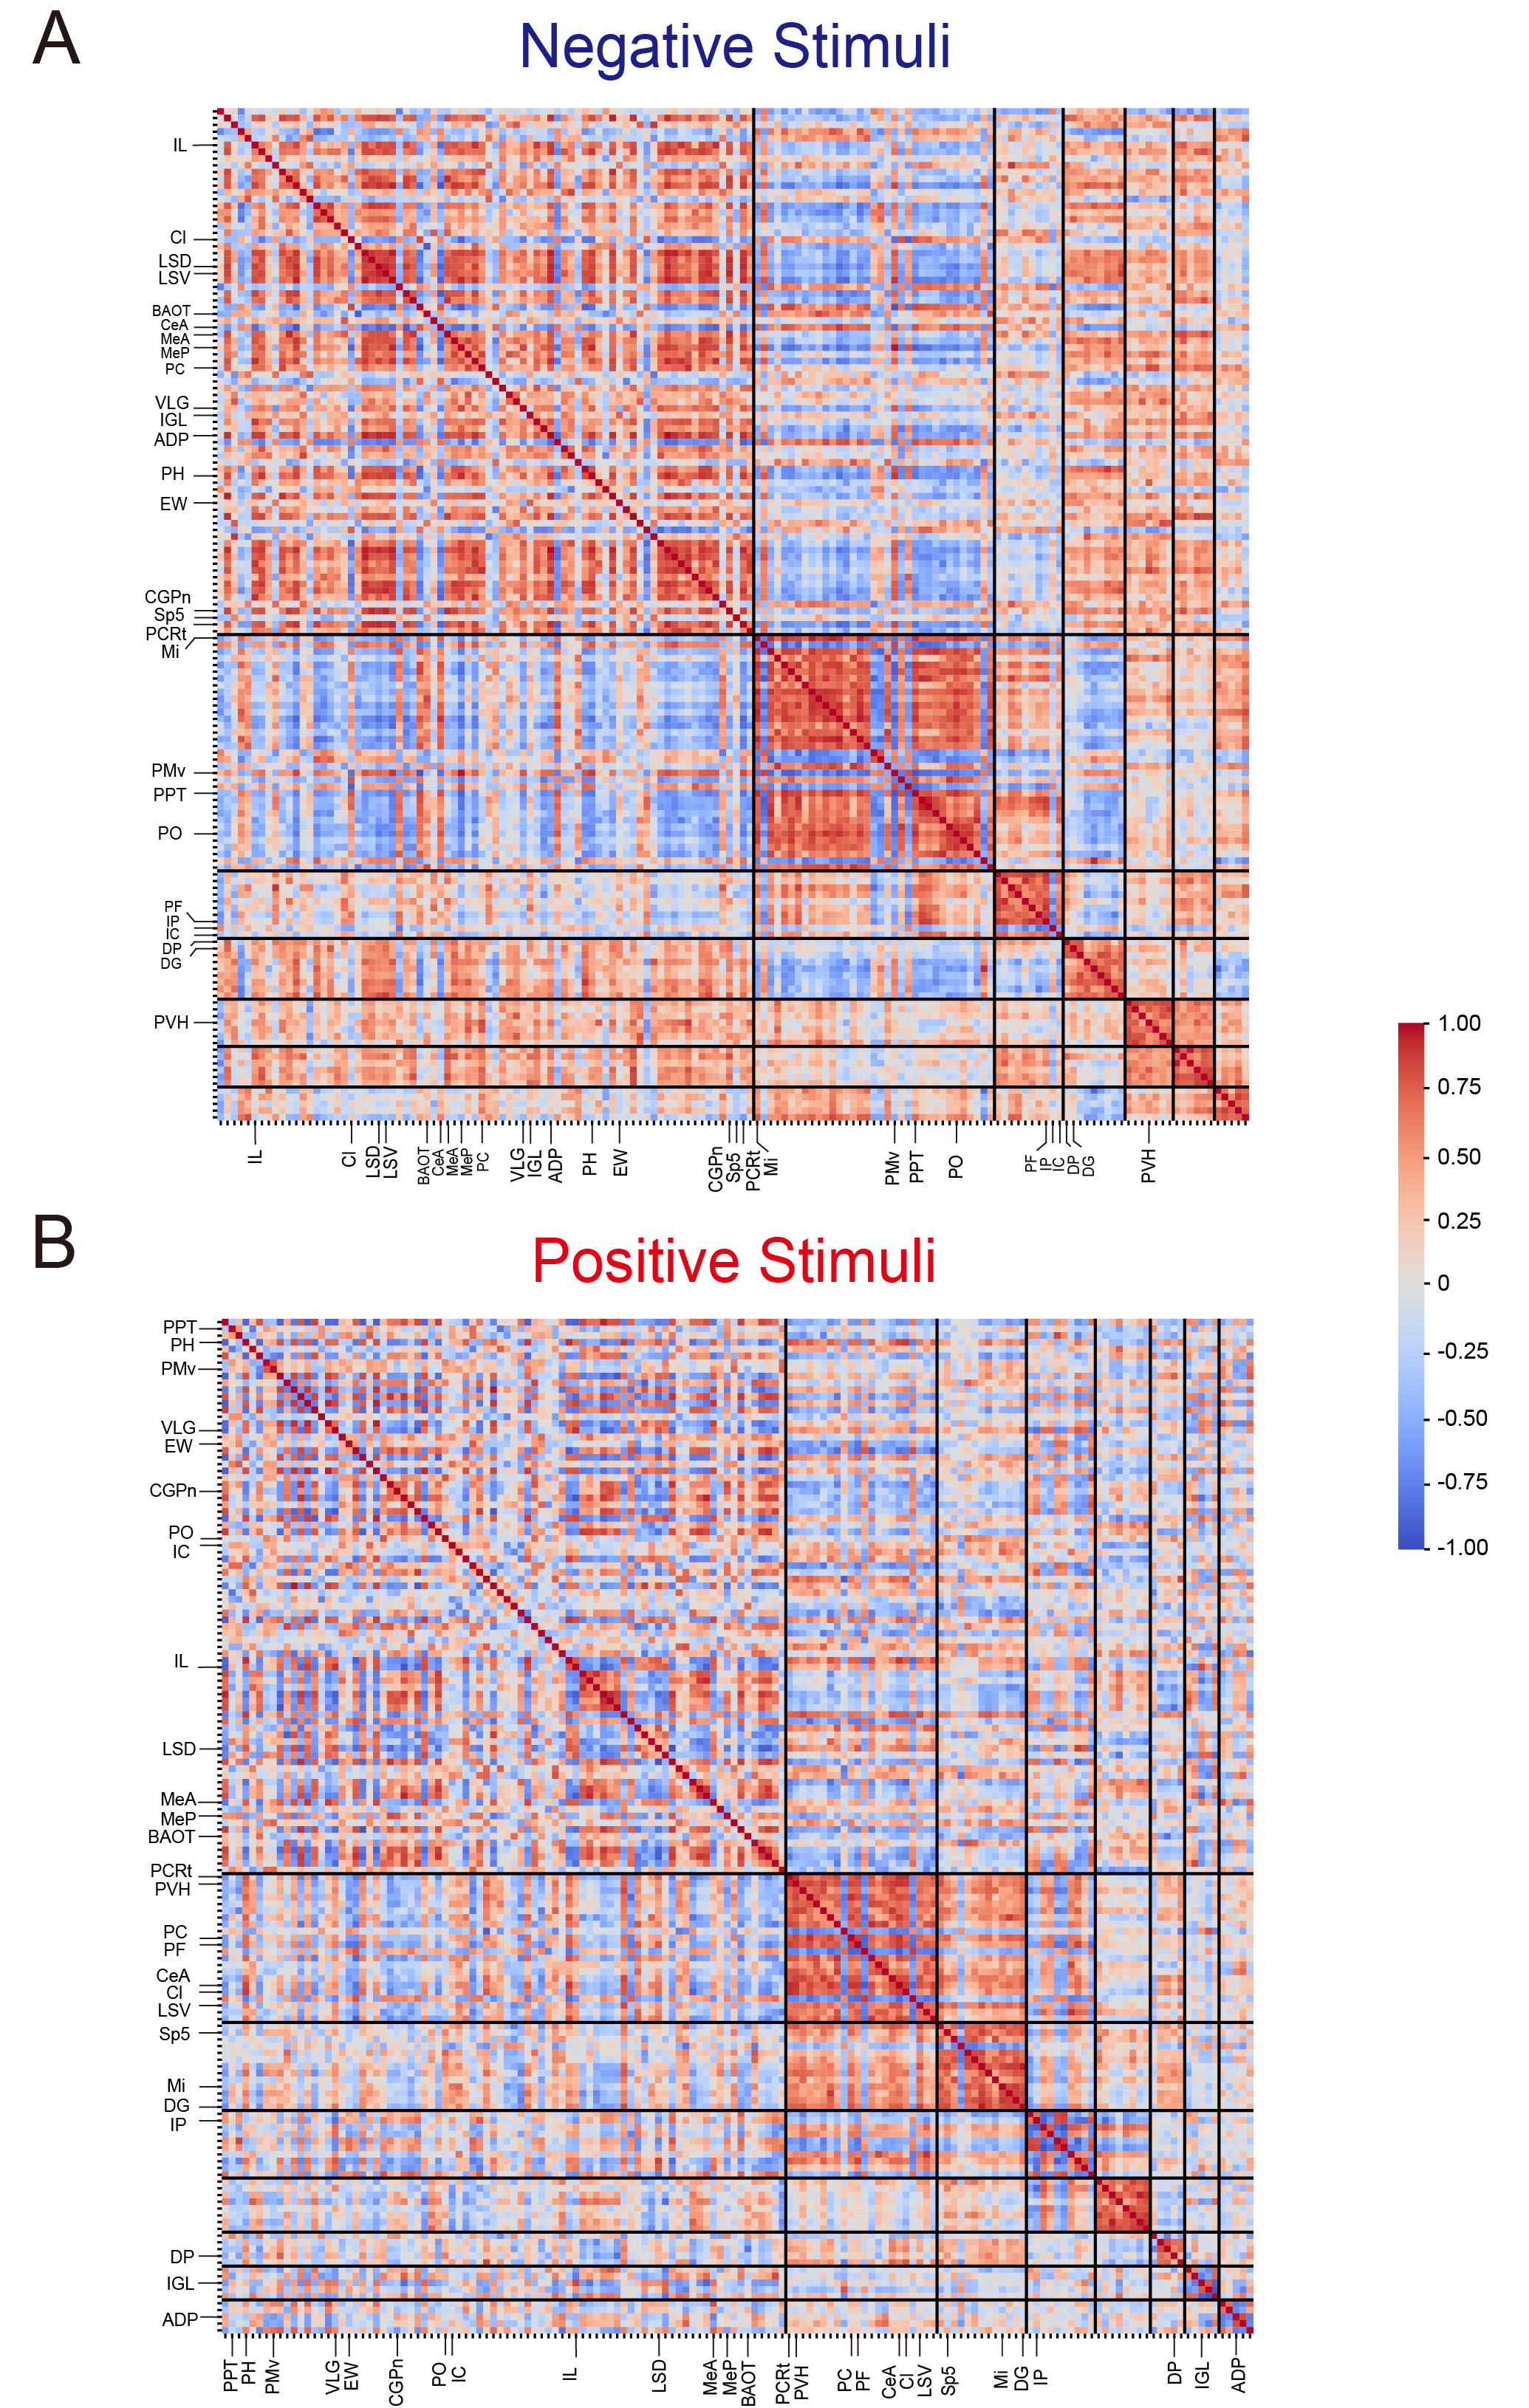 A
Negative Stimuli
IL
CI
LSD
LSV
BAOT
CeA
MeA
MeP
PC
VLG
IGL
ADP
PH
EW
CGPn
Sp5
PCRt
Mi
PMv
PPT
PO
PF
IP
IC
DP
DG
PVH
IL
CI
LSD
LSV
BAOT
CeA
MeA
MeP
PC
VLG
IGL
ADP
PH
EW
CGPn
Sp5
PCRt
Mi
PMv
PPT
PO
PF
IP
IC
DP
DG
PVH
1.00
0.75
0.50
0.25
0
-0.25
-0.50
-0.75
-1.00
B
Positive Stimuli
PPT
PH
PMv
VLG
EW
CGPn
PO
IC
IL
LSD
MeA
MeP
BAOT
PCRt
PVH
PC
PF
CeA
CI
LSV
Sp5
Mi
DG
IP
DP
IGL
ADP
PPT
PH
PMv
VLG
EW
CGPn
PO
IC
IL
LSD
MeA
MeP
BAOT
PCRt
PVH
PC
PF
CeA
CI
LSV
Sp5
Mi
DG
IP
DP
IGL
ADP